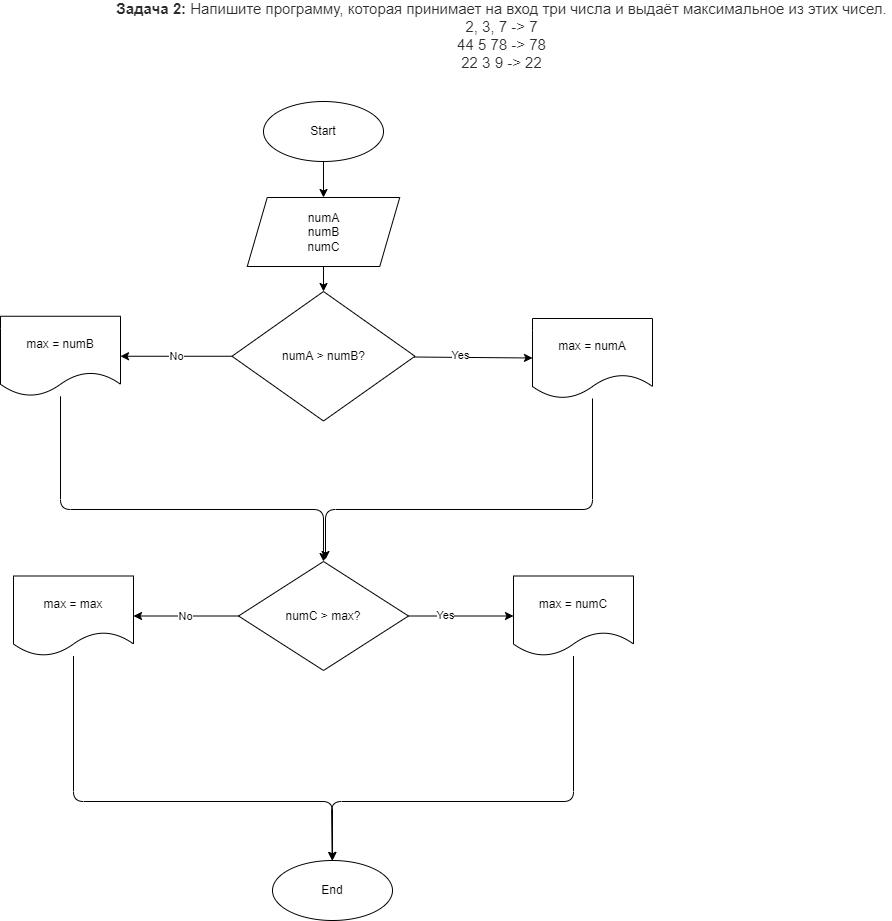 Задача 2: Напишите программу, которая принимает на вход три числа и выдаёт максимальное из этих чисел.
2, 3, 7 -> 7
44 5 78 -> 78
22 3 9 -> 22
Start
numA
numB
numC
max = numB
No
numA > numB?
Yes
max = numA
max = max
No
numC > max?
Yes
max = numC
End